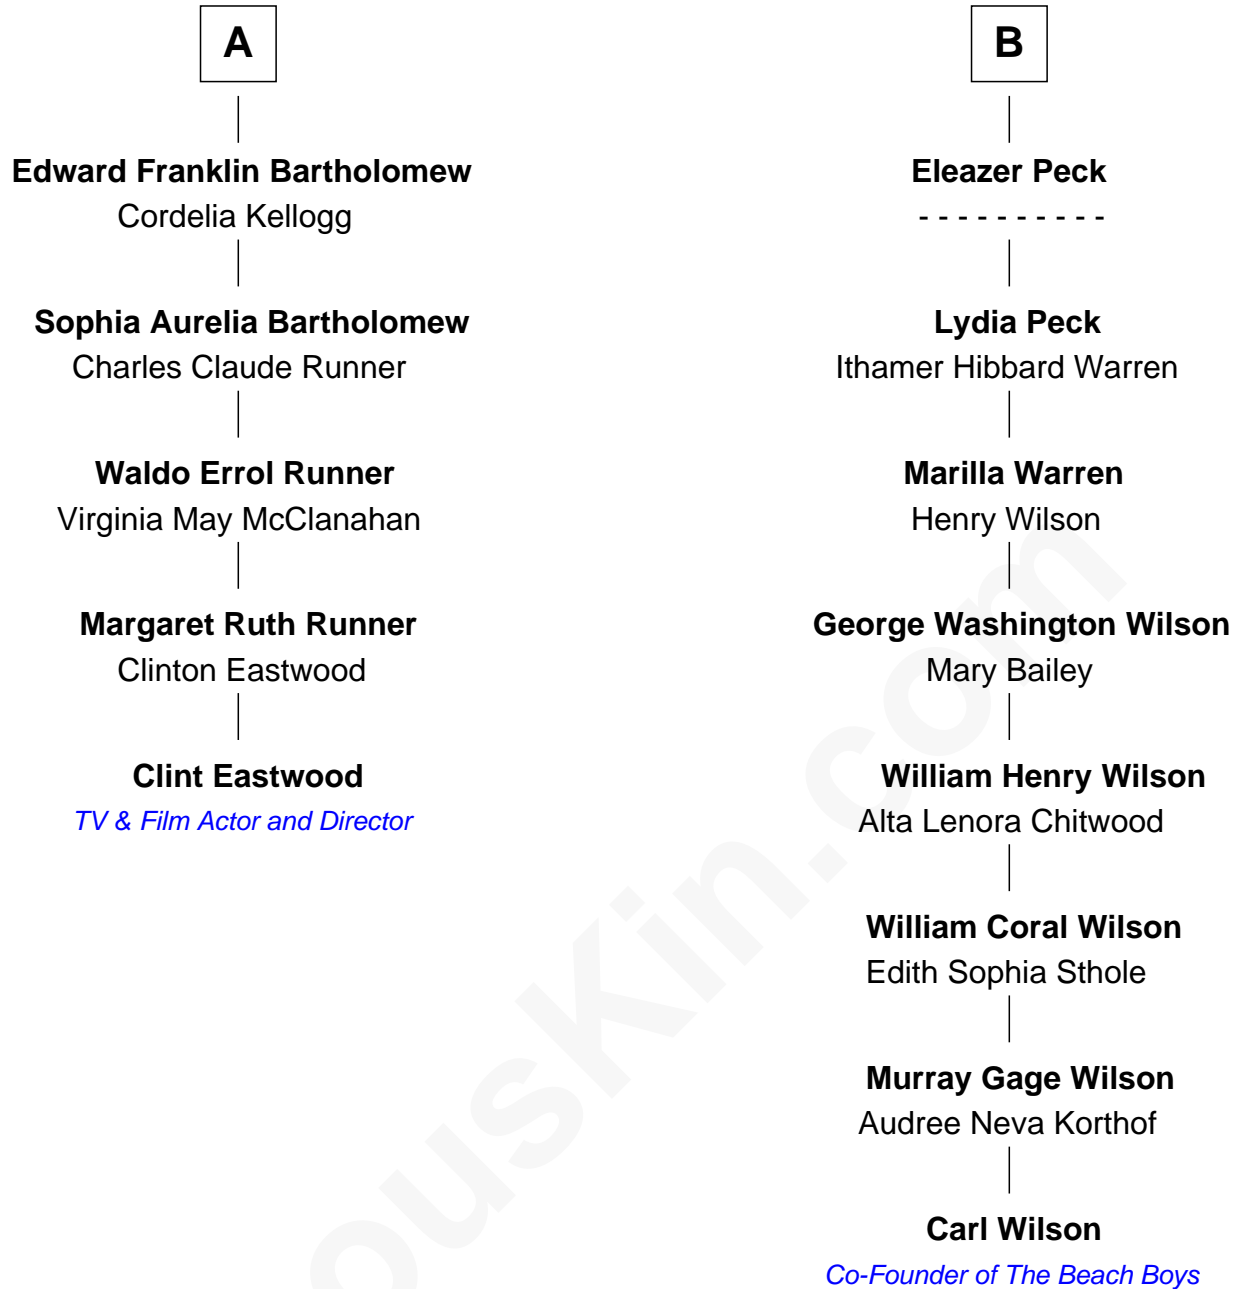 A
Edward Franklin Bartholomew
Cordelia Kellogg
Sophia Aurelia Bartholomew
Charles Claude Runner
Waldo Errol Runner
Virginia May McClanahan
Margaret Ruth Runner
Clinton Eastwood
Clint Eastwood
TV & Film Actor and Director
B
Eleazer Peck
- - - - - - - - - -
Lydia Peck
Ithamer Hibbard Warren
Marilla Warren
Henry Wilson
George Washington Wilson
Mary Bailey
William Henry Wilson
Alta Lenora Chitwood
William Coral Wilson
Edith Sophia Sthole
Murray Gage Wilson
Audree Neva Korthof
Carl Wilson
Co-Founder of The Beach Boys
ousKin.com